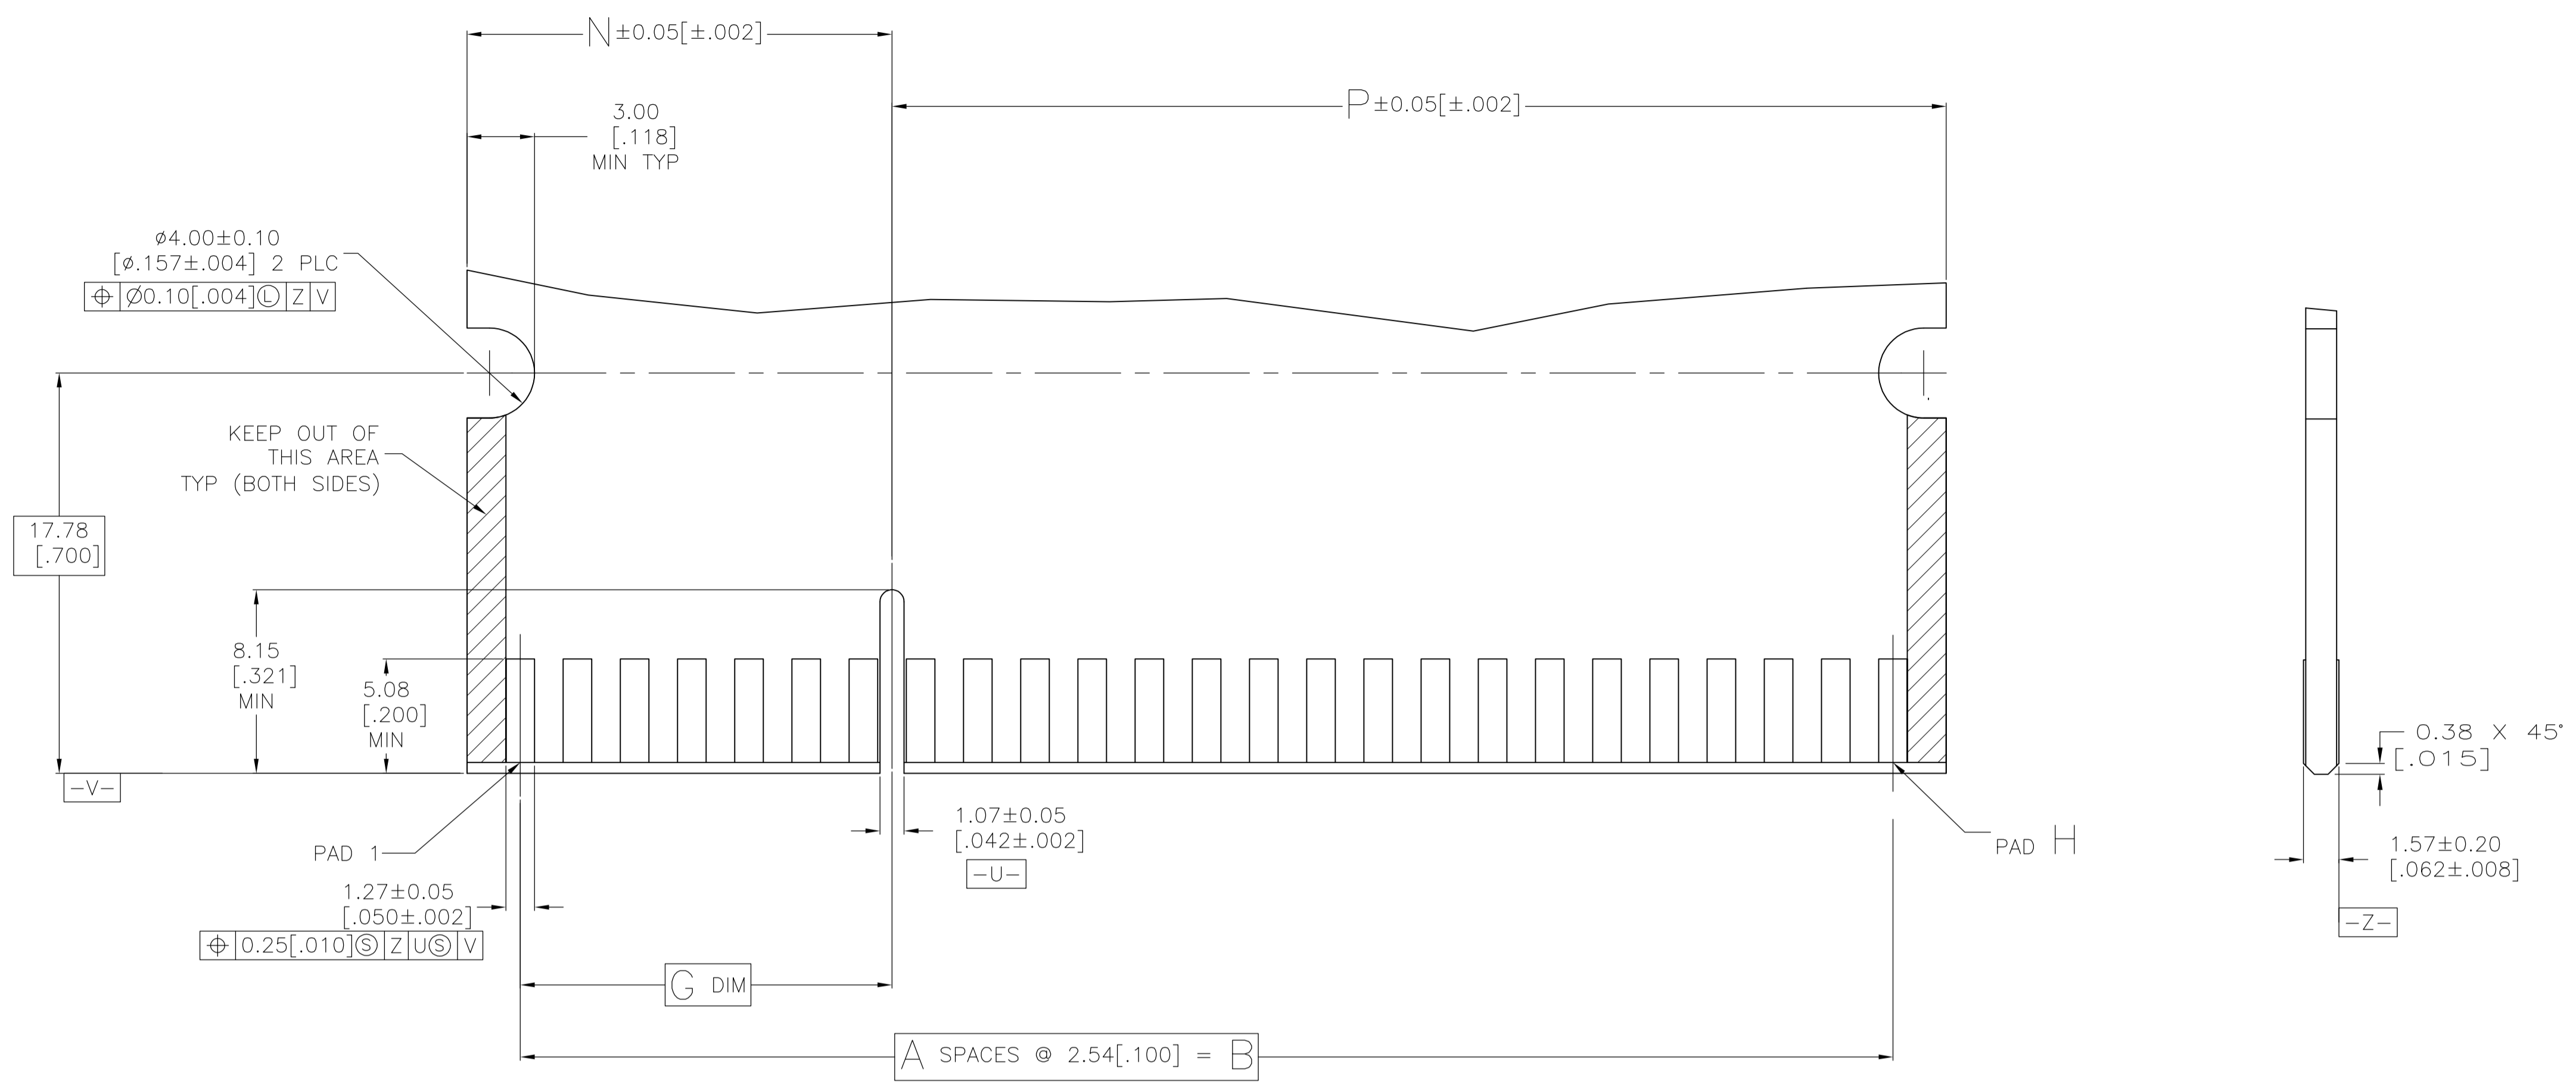 N±0.05[±.002]
P±0.05[±.002]
3.00
[.118]
MIN TYP
ø4.00±0.10
[ø.157±.004] 2 PLC
⌖ Ø0.10[.004]Ⓛ Z V
KEEP OUT OF
THIS AREA
TYP (BOTH SIDES)
17.78
[.700]
8.15
[.321]
MIN
5.08
[.200]
MIN
-V-
PAD 1
1.27±0.05
[.050±.002]
⌖ 0.25[.010]Ⓢ Z UⓈ V
1.07±0.05
[.042±.002]
-U-
PAD H
G DIM
A SPACES @ 2.54[.100] = B
0.38 X 45°
[.015]
1.57±0.20
[.062±.008]
-Z-